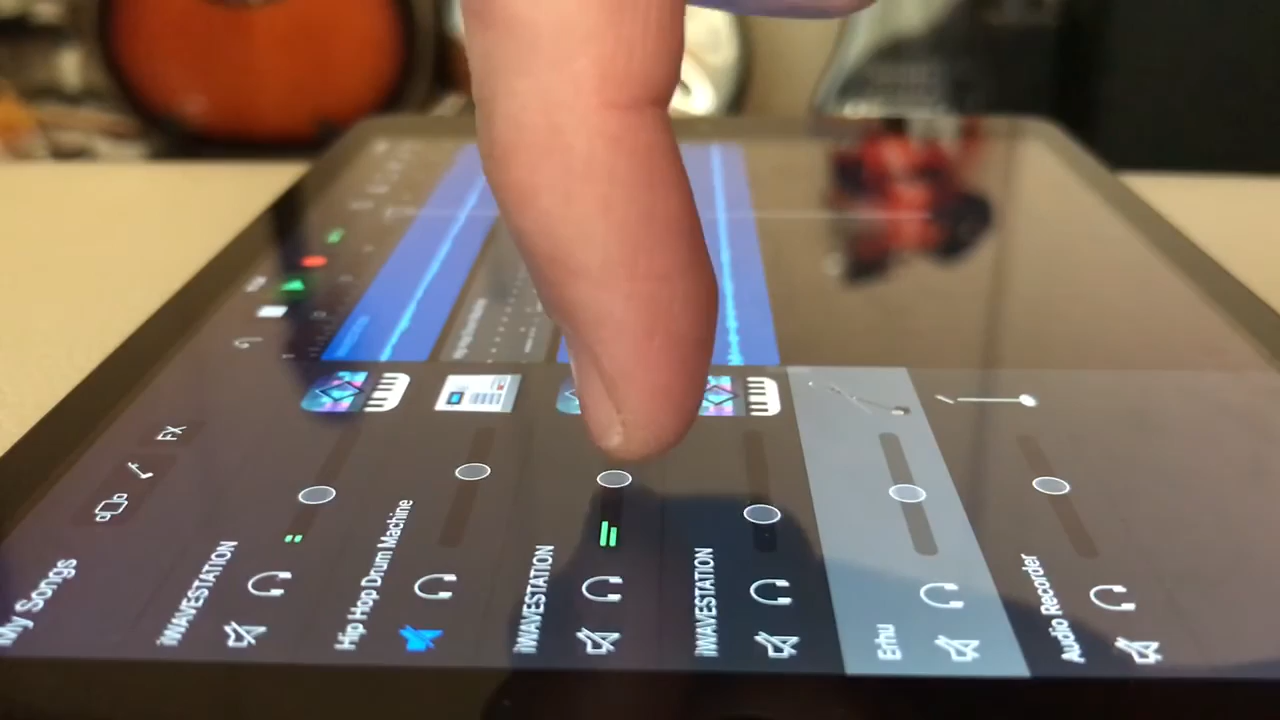 My Songs
FX
iWAVESTATION
Hip Hop Drum Machine
iWAVESTATION
iWAVESTATION
Erhu
Audio Recorder